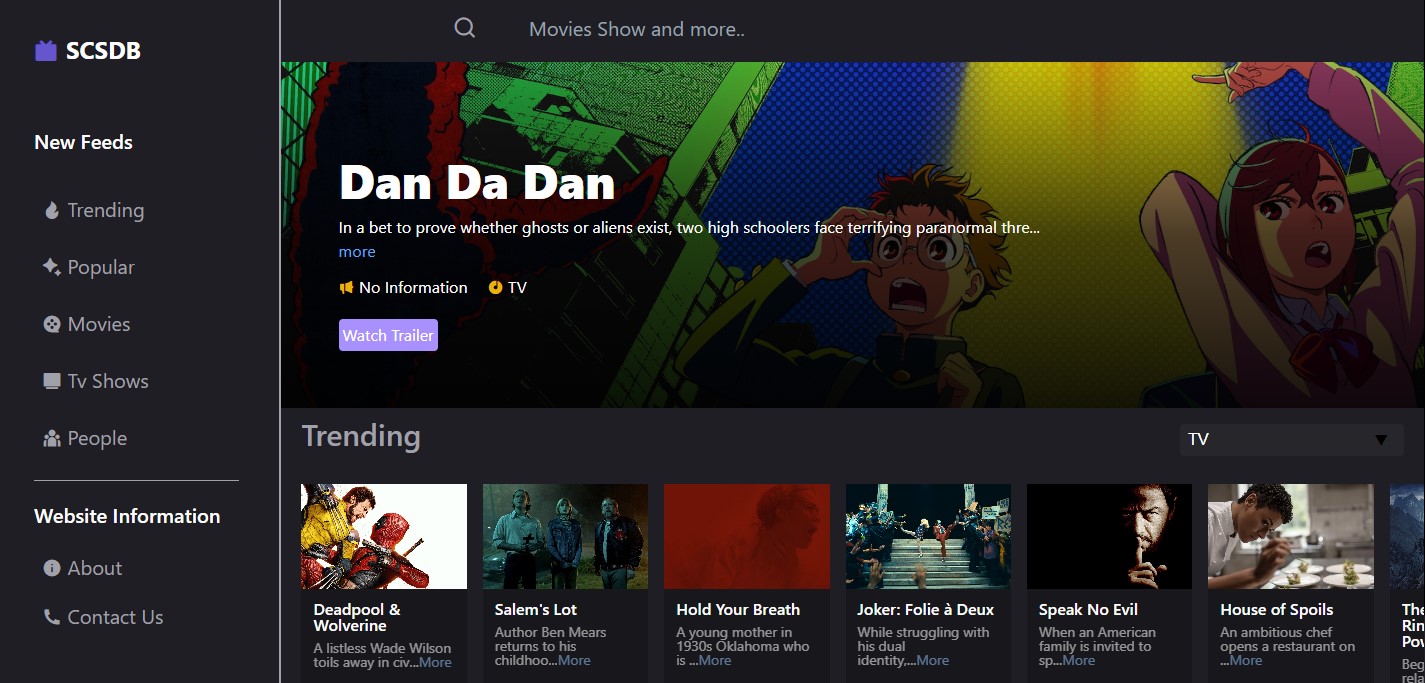 SCSDB
New Feeds
Trending
Popular
Movies
Tv Shows
People
Website Information
About
Contact Us
Movies Show and more..
Dan Da Dan
In a bet to prove whether ghosts or aliens exist, two high schoolers face terrifying paranormal thre...
more
No Information TV
Watch Trailer
Trending
TV
Deadpool &
Wolverine
A listless Wade Wilson
toils away in civ...More
Salem's Lot
Author Ben Mears
returns to his
childhoo...More
Hold Your Breath
A young mother in
1930s Oklahoma who
is ...More
Joker: Folie à Deux
While struggling with
his dual
identity,...More
Speak No Evil
When an American
family is invited to
sp...More
House of Spoils
An ambitious chef
opens a restaurant on
...More
The
Rin
Pov
Beg
rela